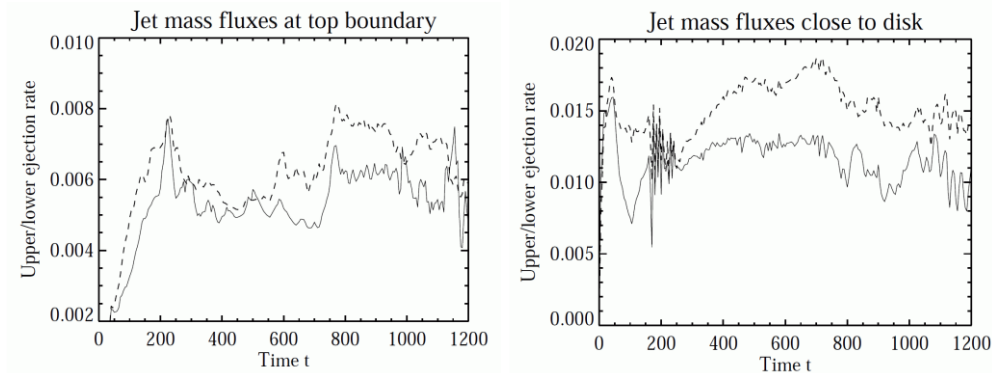 Jet mass fluxes at top boundary
0.010
0.008
0.006
0.004
0.002
Upper/lower ejection rate
0 200 400 600 800 1000 1200
Time t
Jet mass fluxes close to disk
0.020
0.015
0.010
0.005
0.000
Upper/lower ejection rate
0 200 400 600 800 1000 1200
Time t